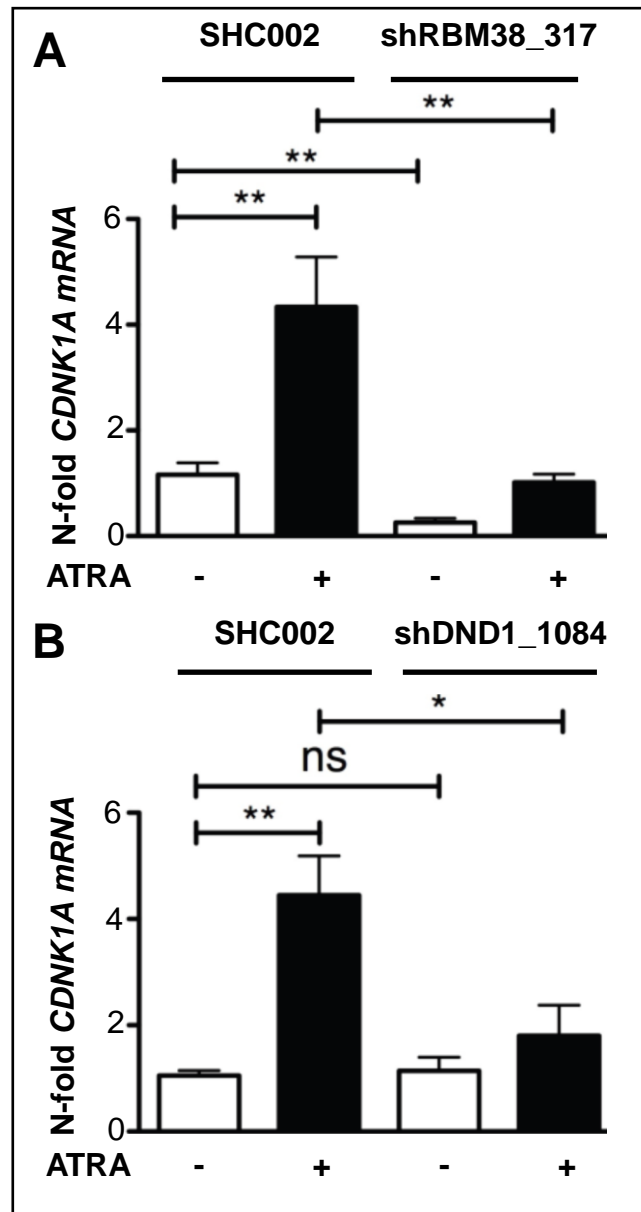 A
SHC002 shRBM38_317
**
**
**
N-fold CDNK1A mRNA
6
4
2
0
ATRA - + - +
B
SHC002 shDND1_1084
*
ns
**
N-fold CDNK1A mRNA
6
4
2
0
ATRA - + - +